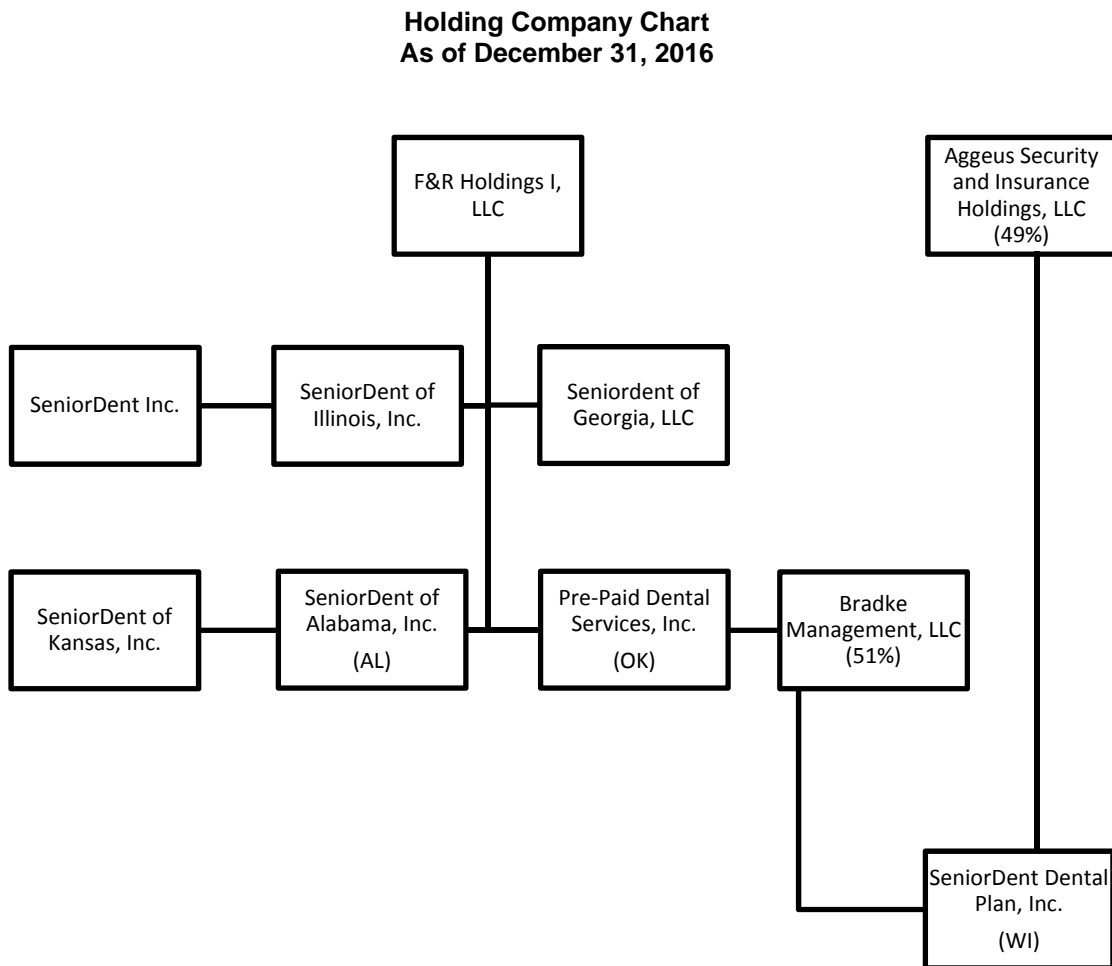 Holding Company Chart
As of December 31, 2016
F&R Holdings I,
LLC
Aggeus Security
and Insurance
Holdings, LLC
(49%)
SeniorDent Inc.
SeniorDent of
Illinois, Inc.
Seniordent of
Georgia, LLC
SeniorDent of
Kansas, Inc.
SeniorDent of
Alabama, Inc.
(AL)
Pre-Paid Dental
Services, Inc.
(OK)
Bradke
Management, LLC
(51%)
SeniorDent Dental
Plan, Inc.
(WI)